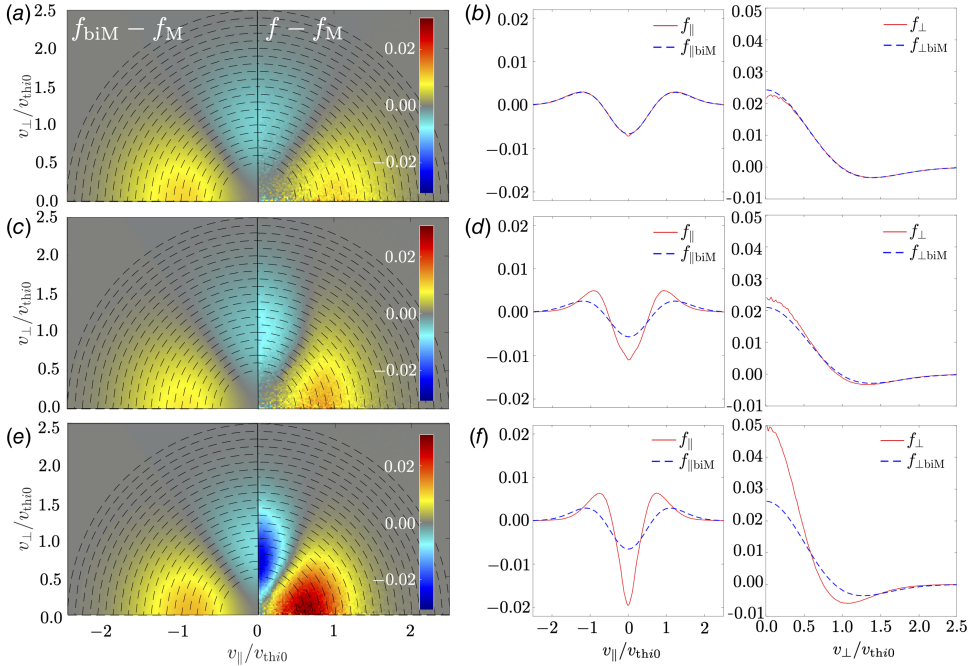 (a)
f_biM − f_M
f − f_M
0.02
0.00
−0.02
2.5
2.0
1.5
1.0
0.5
0.0
v_⊥/v_thi0
(b)
0.02
0.01
0.00
−0.01
−0.02
f_∥
f_∥biM
0.05
0.04
0.03
0.02
0.01
0.00
-0.01
f_⊥
f_⊥biM
(c)
0.02
0.00
−0.02
2.5
2.0
1.5
1.0
0.5
0.0
v_⊥/v_thi0
(d)
0.02
0.01
0.00
−0.01
−0.02
f_∥
f_∥biM
0.05
0.04
0.03
0.02
0.01
0.00
-0.01
f_⊥
f_⊥biM
(e)
0.02
0.00
−0.02
2.5
2.0
1.5
1.0
0.5
0.0
v_⊥/v_thi0
−2 −1 0 1 2
v_∥/v_thi0
(f)
0.02
0.01
0.00
−0.01
−0.02
f_∥
f_∥biM
−2 −1 0 1 2
v_∥/v_thi0
0.05
0.04
0.03
0.02
0.01
0.00
-0.01
f_⊥
f_⊥biM
0.0 0.5 1.0 1.5 2.0 2.5
v_⊥/v_thi0